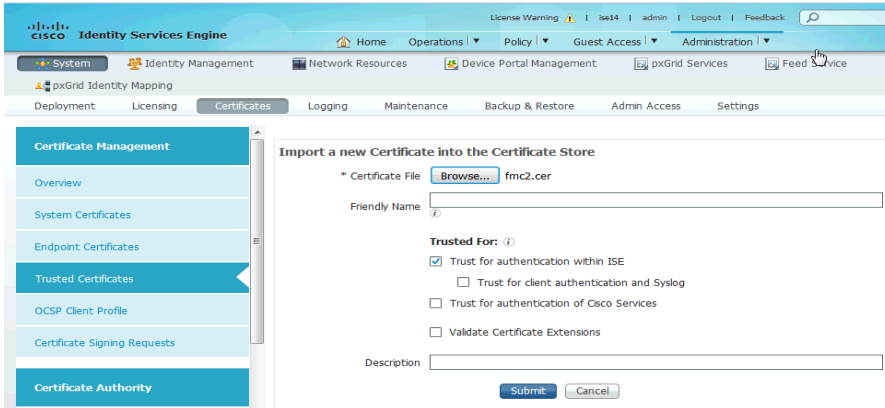 License Warning | ise14 | admin | Logout | Feedback
CISCO Identity Services Engine
Home Operations | Policy | Guest Access | Administration |
System Identity Management Network Resources Device Portal Management pxGrid Services Feed Service
pxGrid Identity Mapping
Deployment Licensing Certificates Logging Maintenance Backup & Restore Admin Access Settings
Certificate Management
Overview
System Certificates
Endpoint Certificates
Trusted Certificates
OCSP Client Profile
Certificate Signing Requests
Certificate Authority
Import a new Certificate into the Certificate Store
* Certificate File Browse... fmc2.cer
Friendly Name
Trusted For:
Trust for authentication within ISE
Trust for client authentication and Syslog
Trust for authentication of Cisco Services
Validate Certificate Extensions
Description
Submit Cancel